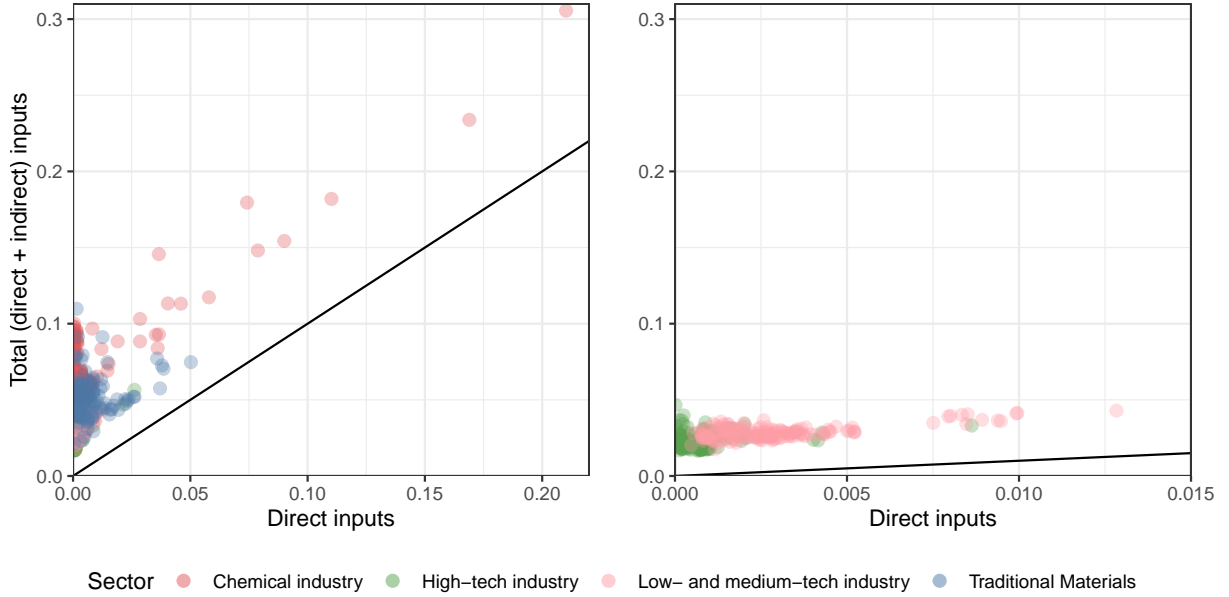 Total (direct + indirect) inputs
0.3
0.2
0.1
0.0
0.00 0.05 0.10 0.15 0.20
Direct inputs
0.3
0.2
0.1
0.0
0.000 0.005 0.010 0.015
Direct inputs
Sector Chemical industry High−tech industry Low− and medium−tech industry Traditional Materials